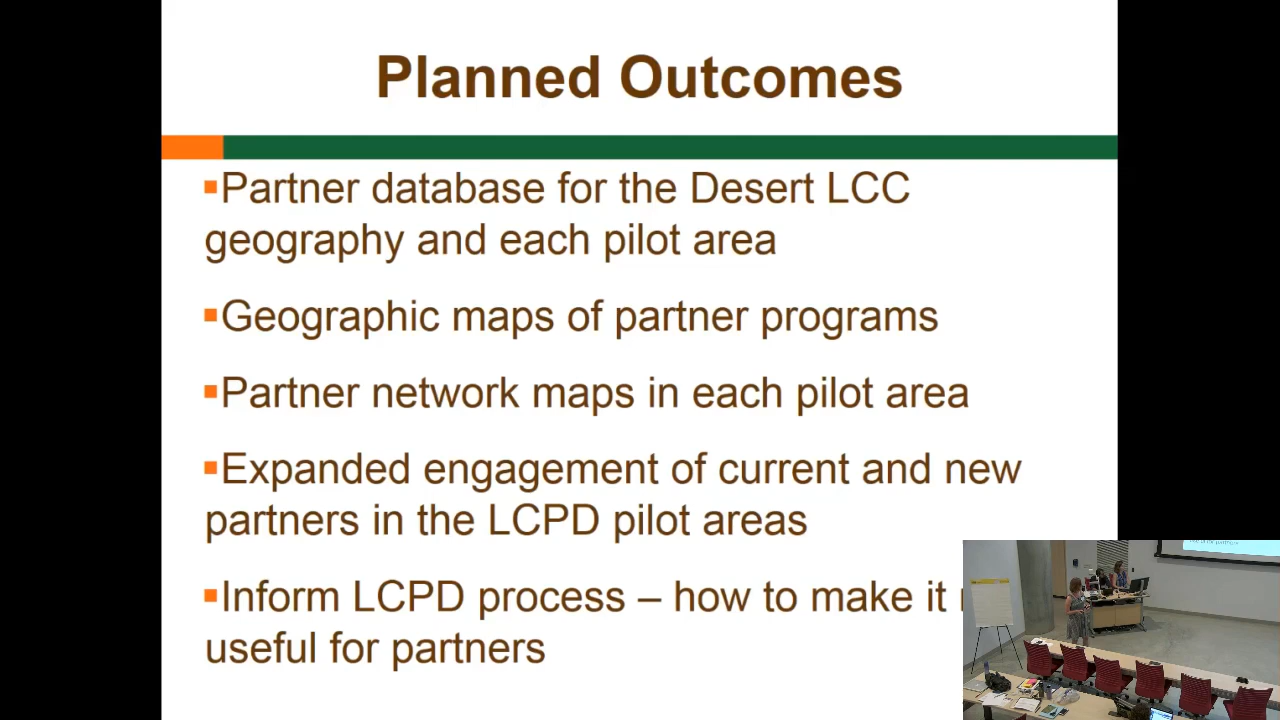 Planned Outcomes
▪Partner database for the Desert LCC
geography and each pilot area
▪Geographic maps of partner programs
▪Partner network maps in each pilot area
▪Expanded engagement of current and new
partners in the LCPD pilot areas
▪Inform LCPD process – how to make it
useful for partners